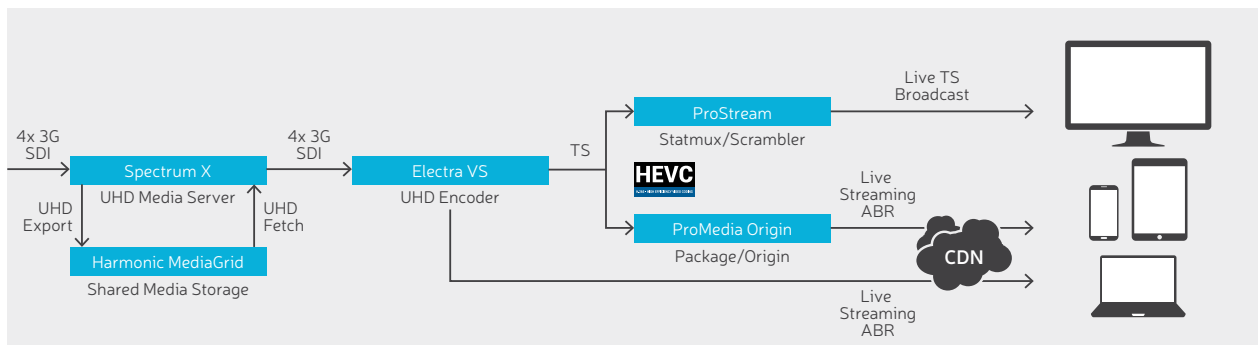 4x 3G
SDI
Spectrum X
UHD Media Server
UHD
Export
UHD
Fetch
Harmonic MediaGrid
Shared Media Storage
4x 3G
SDI
Electra VS
UHD Encoder
TS
ProStream
Statmux/Scrambler
HEVC
Live TS
Broadcast
ProMedia Origin
Package/Origin
Live
Streaming
ABR
CDN
Live
Streaming
ABR